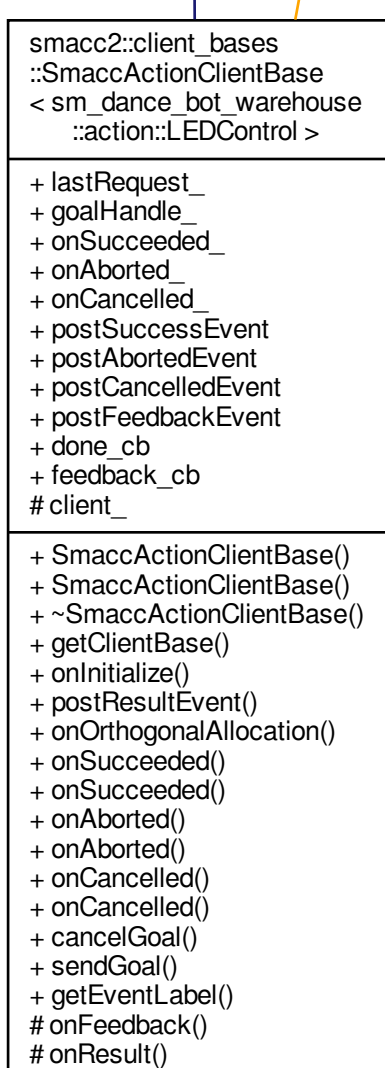 smacc2::client_bases
::SmaccActionClientBase
< sm_dance_bot_warehouse
::action::LEDControl >
+ lastRequest_
+ goalHandle_
+ onSucceeded_
+ onAborted_
+ onCancelled_
+ postSuccessEvent
+ postAbortedEvent
+ postCancelledEvent
+ postFeedbackEvent
+ done_cb
+ feedback_cb
# client_
+ SmaccActionClientBase()
+ SmaccActionClientBase()
+ ~SmaccActionClientBase()
+ getClientBase()
+ onInitialize()
+ postResultEvent()
+ onOrthogonalAllocation()
+ onSucceeded()
+ onSucceeded()
+ onAborted()
+ onAborted()
+ onCancelled()
+ onCancelled()
+ cancelGoal()
+ sendGoal()
+ getEventLabel()
# onFeedback()
# onResult()